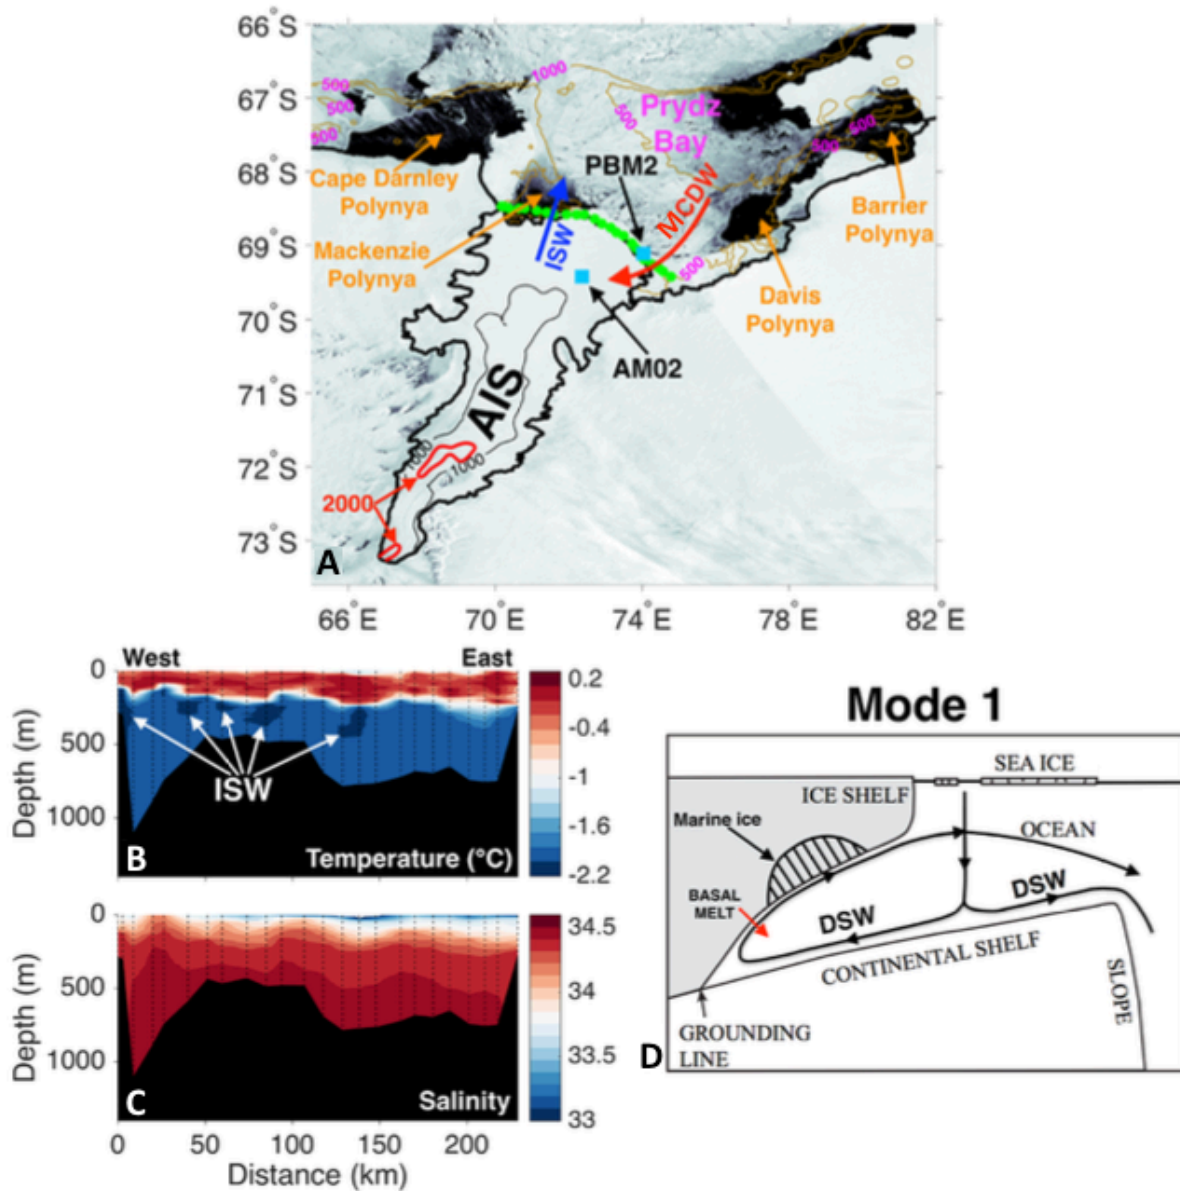 66°S
67°S
68°S
69°S
70°S
71°S
72°S
73°S
500
500
500
1000
500
Prydz
Bay
500
500
Cape Darnley
Polynya
PBM2
MCDW
Barrier
Polynya
Mackenzie
Polynya
ISW
500
Davis
Polynya
AM02
AIS
1000
1000
2000
A
66°E
70°E
74°E
78°E
82°E
West
East
0
500
1000
Depth (m)
ISW
B
Temperature (°C)
0.2
-0.4
-1
-1.6
-2.2
0
500
1000
Depth (m)
C
Salinity
34.5
34
33.5
33
0
50
100
150
200
Distance (km)
Mode 1
SEA ICE
ICE SHELF
Marine ice
OCEAN
BASAL
MELT
DSW
DSW
CONTINENTAL SHELF
SLOPE
GROUNDING
LINE
D